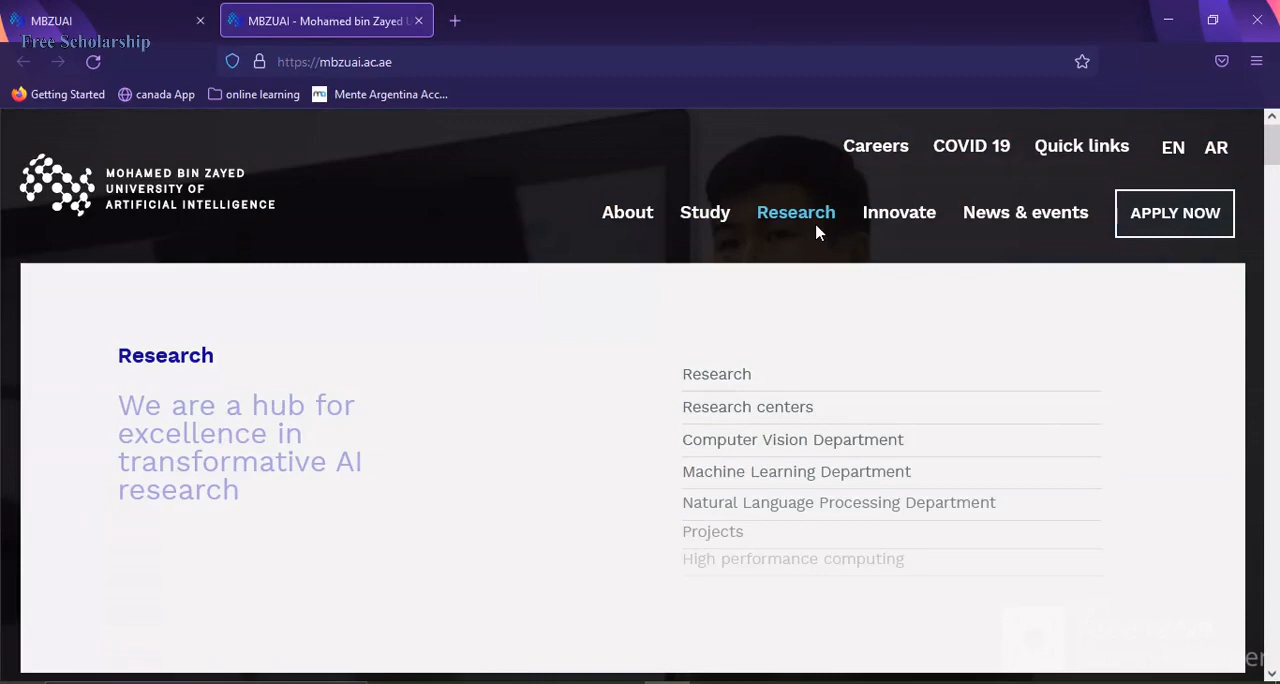 MBZUAI
MBZUAI - Mohamed bin Zayed U
Free Scholarship
https://mbzuai.ac.ae
Getting Started
canada App
online learning
Mente Argentina Acc...
Careers
COVID 19
Quick links
EN
AR
MOHAMED BIN ZAYED
UNIVERSITY OF
ARTIFICIAL INTELLIGENCE
About
Study
Research
Innovate
News & events
APPLY NOW
Research
We are a hub for
excellence in
transformative AI
research
Research
Research centers
Computer Vision Department
Machine Learning Department
Natural Language Processing Department
Projects
High performance computing